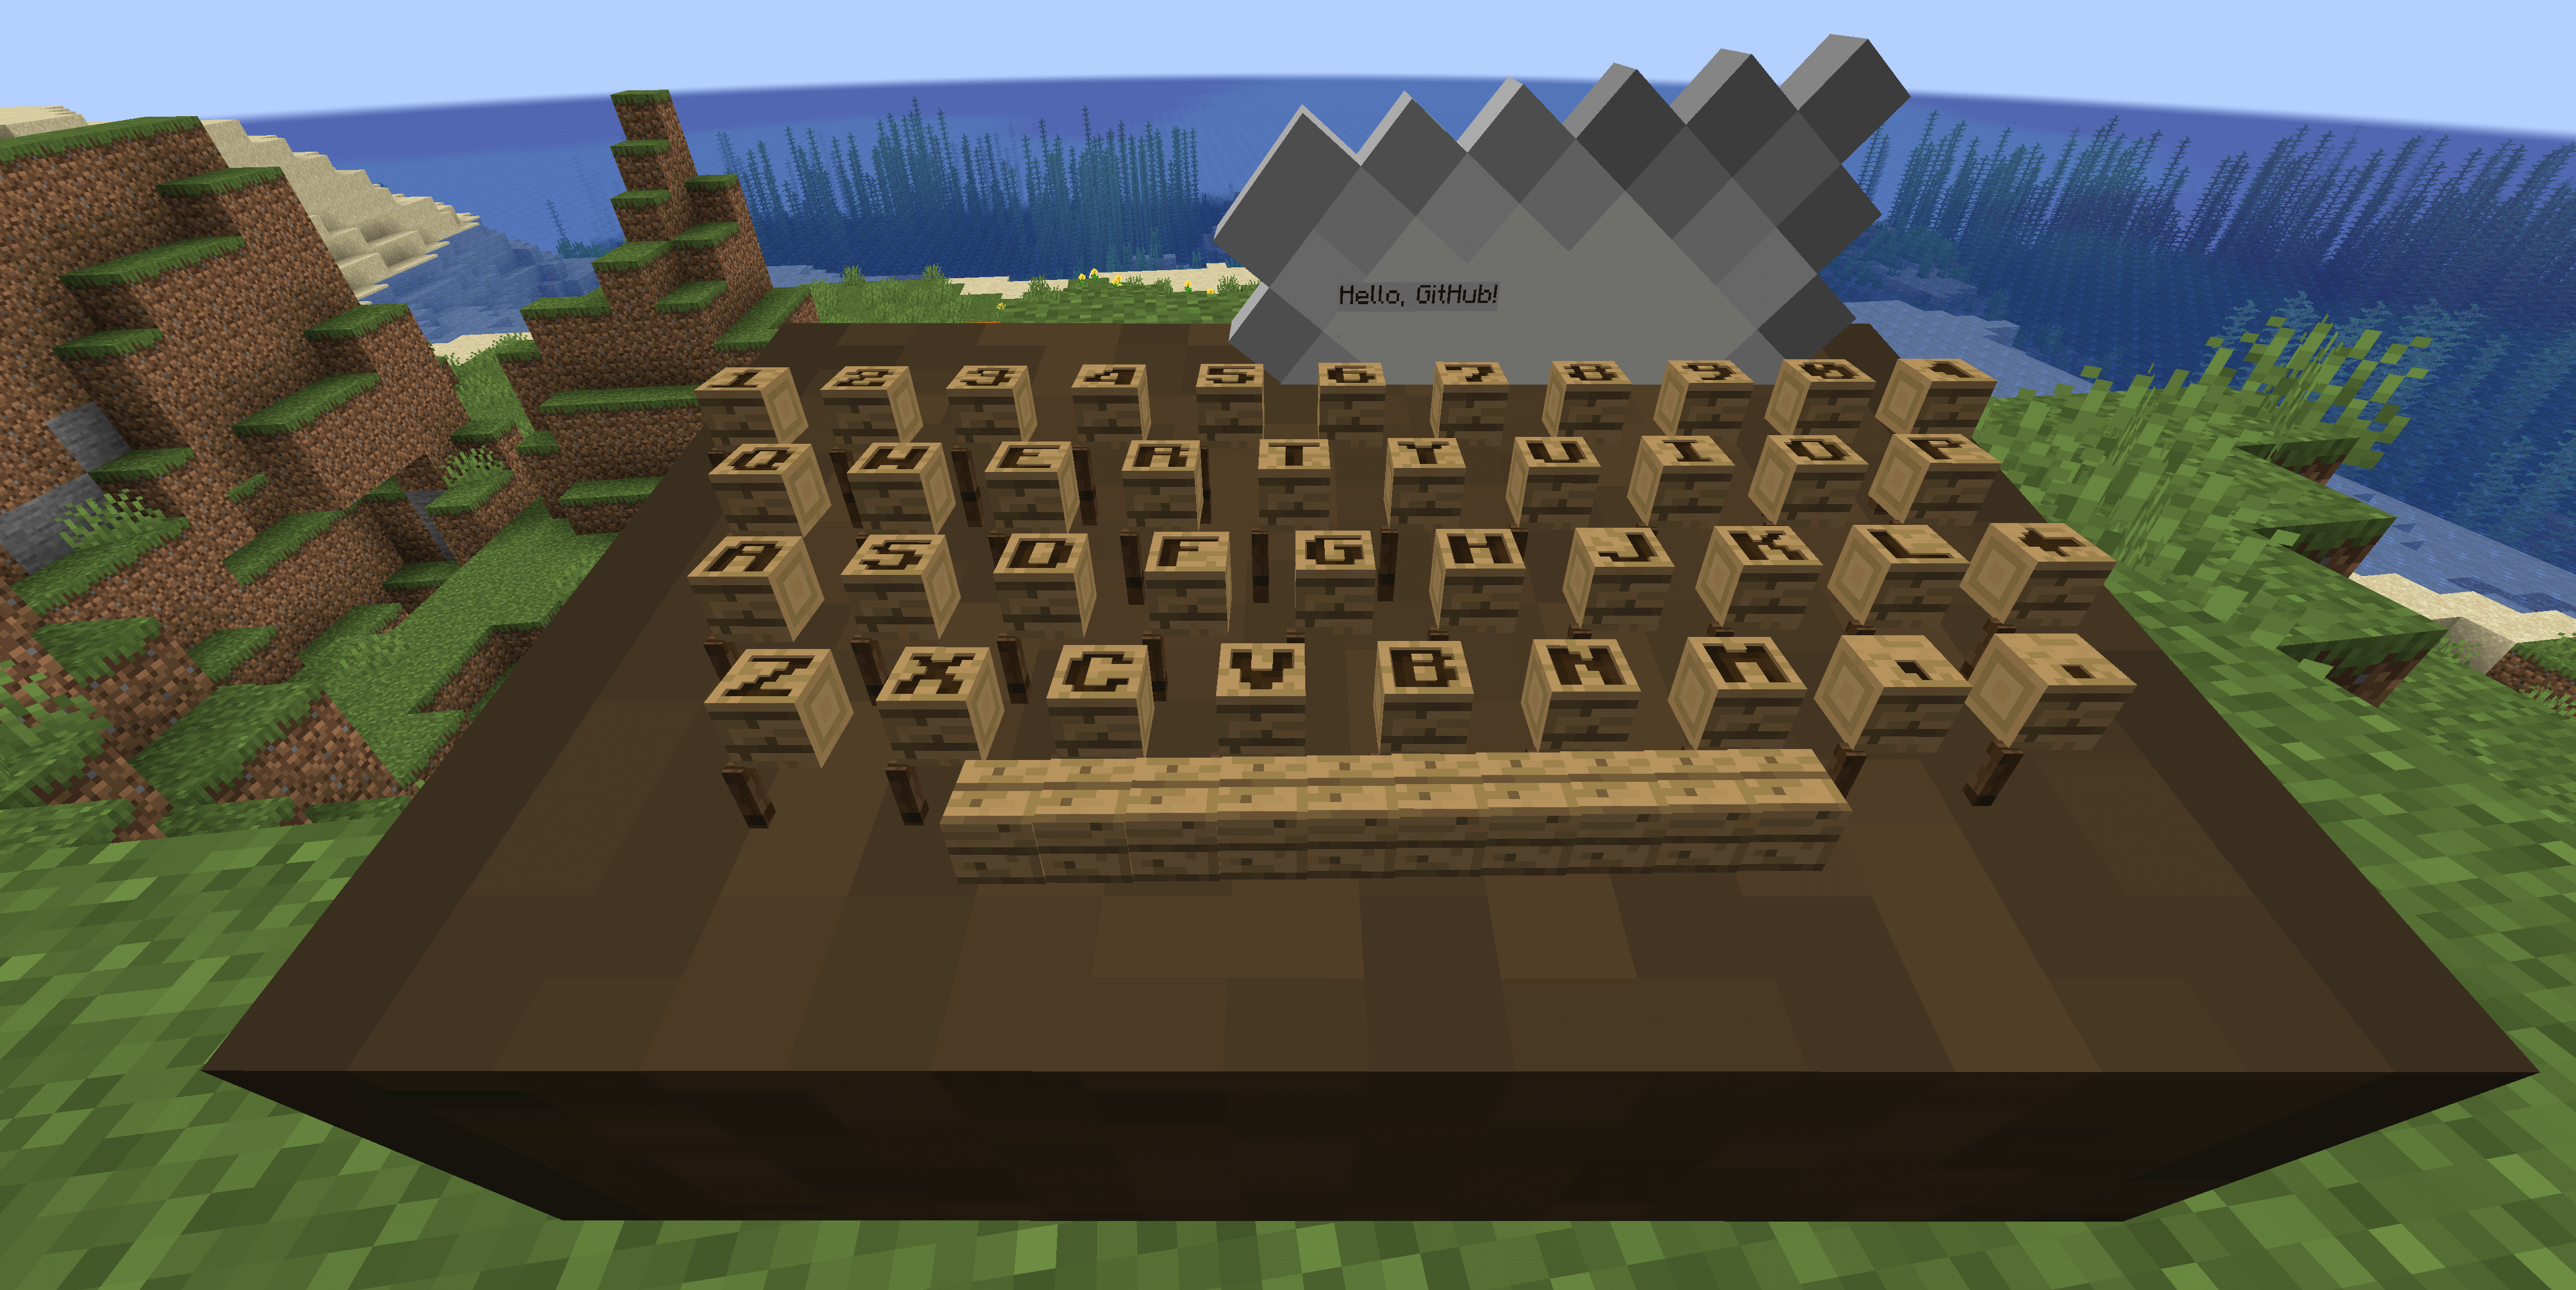 Hello, GitHub!
1 2 3 4 5 6 7 8 9 0
Q W E R T Y U I O P
A S D F G H J K L
Z X C V B N M , .